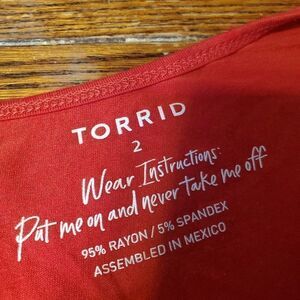 TORRID
2
Wear Instructions:
Put me on and never take me off
95% RAYON / 5% SPANDEX
ASSEMBLED IN MEXICO